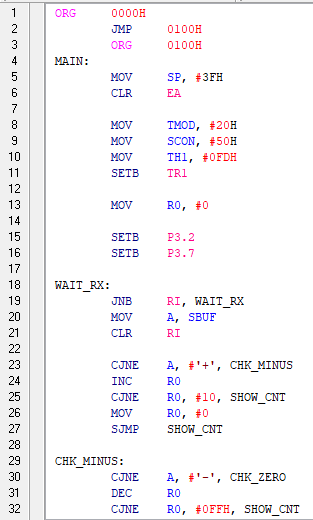 1 ORG 0000H
2 JMP 0100H
3 ORG 0100H
4 MAIN:
5 MOV SP, #3FH
6 CLR EA
7
8 MOV TMOD, #20H
9 MOV SCON, #50H
10 MOV TH1, #0FDH
11 SETB TR1
12
13 MOV R0, #0
14
15 SETB P3.2
16 SETB P3.7
17
18 WAIT_RX:
19 JNB RI, WAIT_RX
20 MOV A, SBUF
21 CLR RI
22
23 CJNE A, #'+', CHK_MINUS
24 INC R0
25 CJNE R0, #10, SHOW_CNT
26 MOV R0, #0
27 SJMP SHOW_CNT
28
29 CHK_MINUS:
30 CJNE A, #'-', CHK_ZERO
31 DEC R0
32 CJNE R0, #0FFH, SHOW_CNT